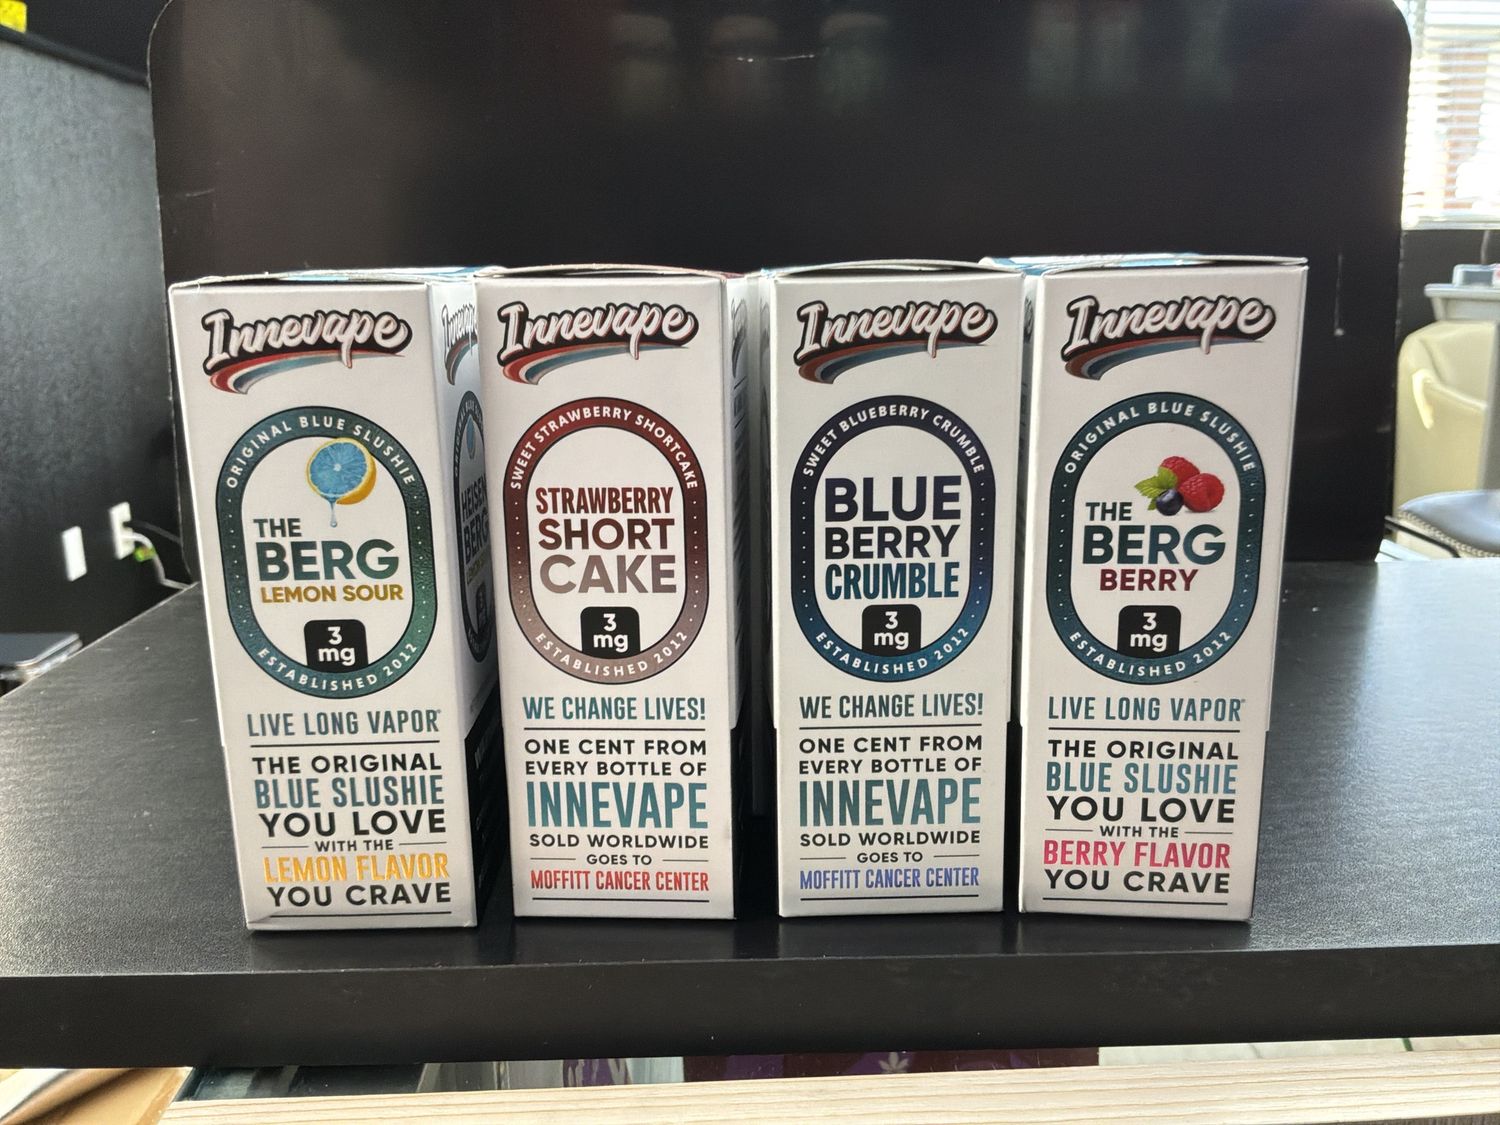 Innevape
ORIGINAL BLUE SLUSHIE
THE
BERG
LEMON SOUR
3
mg
ESTABLISHED 2012
LIVE LONG VAPOR
THE ORIGINAL
BLUE SLUSHIE
YOU LOVE
WITH THE
LEMON FLAVOR
YOU CRAVE
Innevape
HEISEN
BERG
Innevape
SWEET STRAWBERRY SHORTCAKE
STRAWBERRY
SHORT
CAKE
3
mg
ESTABLISHED 2012
WE CHANGE LIVES!
ONE CENT FROM
EVERY BOTTLE OF
INNEVAPE
SOLD WORLDWIDE
GOES TO
MOFFITT CANCER CENTER
Innevape
SWEET BLUEBERRY CRUMBLE
BLUE
BERRY
CRUMBLE
3
mg
ESTABLISHED 2012
WE CHANGE LIVES!
ONE CENT FROM
EVERY BOTTLE OF
INNEVAPE
SOLD WORLDWIDE
GOES TO
MOFFITT CANCER CENTER
Innevape
ORIGINAL BLUE SLUSHIE
THE
BERG
BERRY
3
mg
ESTABLISHED 2012
LIVE LONG VAPOR
THE ORIGINAL
BLUE SLUSHIE
YOU LOVE
WITH THE
BERRY FLAVOR
YOU CRAVE